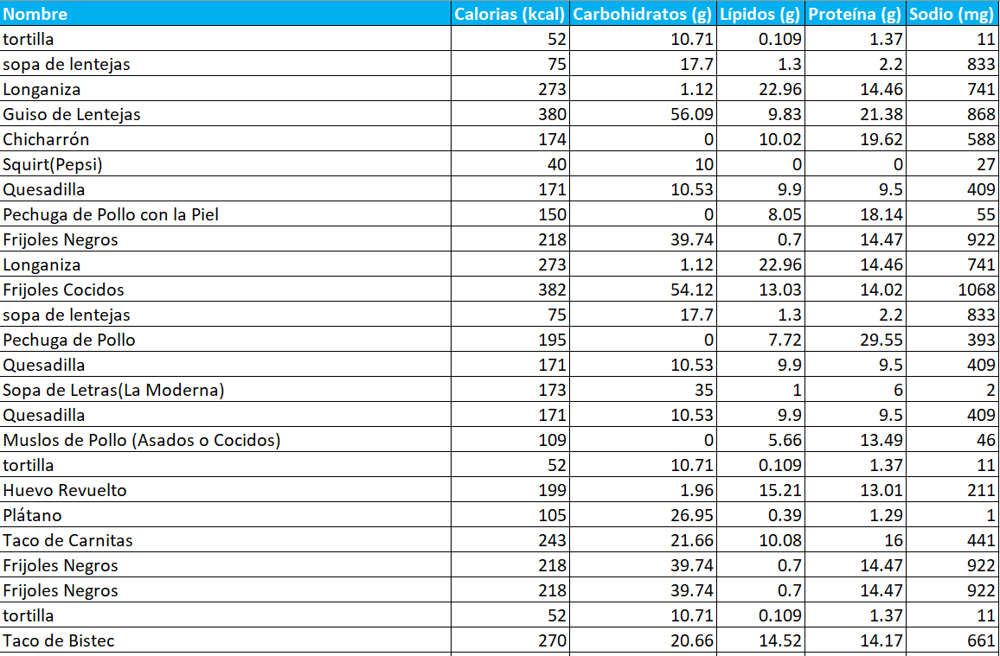 Nombre Calorias (kcal) Carbohidratos (g) Lípidos (g) Proteína (g) Sodio (mg)
tortilla 52 10.71 0.109 1.37 11
sopa de lentejas 75 17.7 1.3 2.2 833
Longaniza 273 1.12 22.96 14.46 741
Guiso de Lentejas 380 56.09 9.83 21.38 868
Chicharrón 174 0 10.02 19.62 588
Squirt(Pepsi) 40 10 0 0 27
Quesadilla 171 10.53 9.9 9.5 409
Pechuga de Pollo con la Piel 150 0 8.05 18.14 55
Frijoles Negros 218 39.74 0.7 14.47 922
Longaniza 273 1.12 22.96 14.46 741
Frijoles Cocidos 382 54.12 13.03 14.02 1068
sopa de lentejas 75 17.7 1.3 2.2 833
Pechuga de Pollo 195 0 7.72 29.55 393
Quesadilla 171 10.53 9.9 9.5 409
Sopa de Letras(La Moderna) 173 35 1 6 2
Quesadilla 171 10.53 9.9 9.5 409
Muslos de Pollo (Asados o Cocidos) 109 0 5.66 13.49 46
tortilla 52 10.71 0.109 1.37 11
Huevo Revuelto 199 1.96 15.21 13.01 211
Plátano 105 26.95 0.39 1.29 1
Taco de Carnitas 243 21.66 10.08 16 441
Frijoles Negros 218 39.74 0.7 14.47 922
Frijoles Negros 218 39.74 0.7 14.47 922
tortilla 52 10.71 0.109 1.37 11
Taco de Bistec 270 20.66 14.52 14.17 661